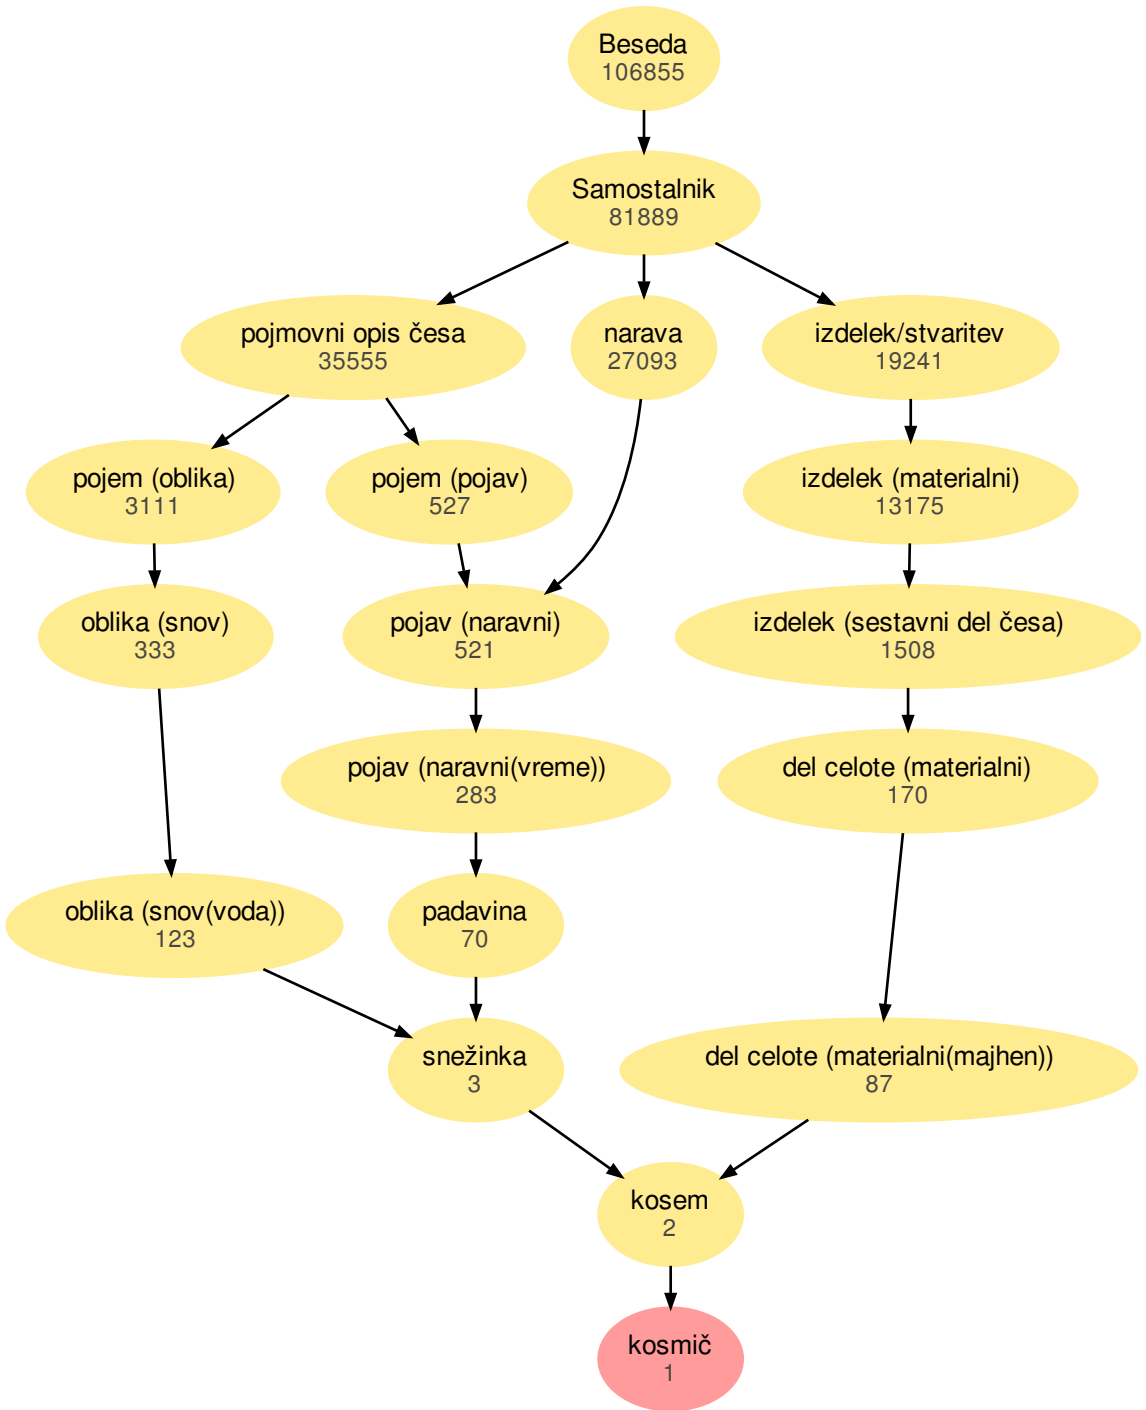 Beseda
106855
Samostalnik
81889
pojmovni opis česa
35555
narava
27093
izdelek/stvaritev
19241
pojem (oblika)
3111
pojem (pojav)
527
izdelek (materialni)
13175
oblika (snov)
333
pojav (naravni)
521
izdelek (sestavni del česa)
1508
pojav (naravni(vreme))
283
del celote (materialni)
170
oblika (snov(voda))
123
padavina
70
snežinka
3
del celote (materialni(majhen))
87
kosem
2
kosmič
1